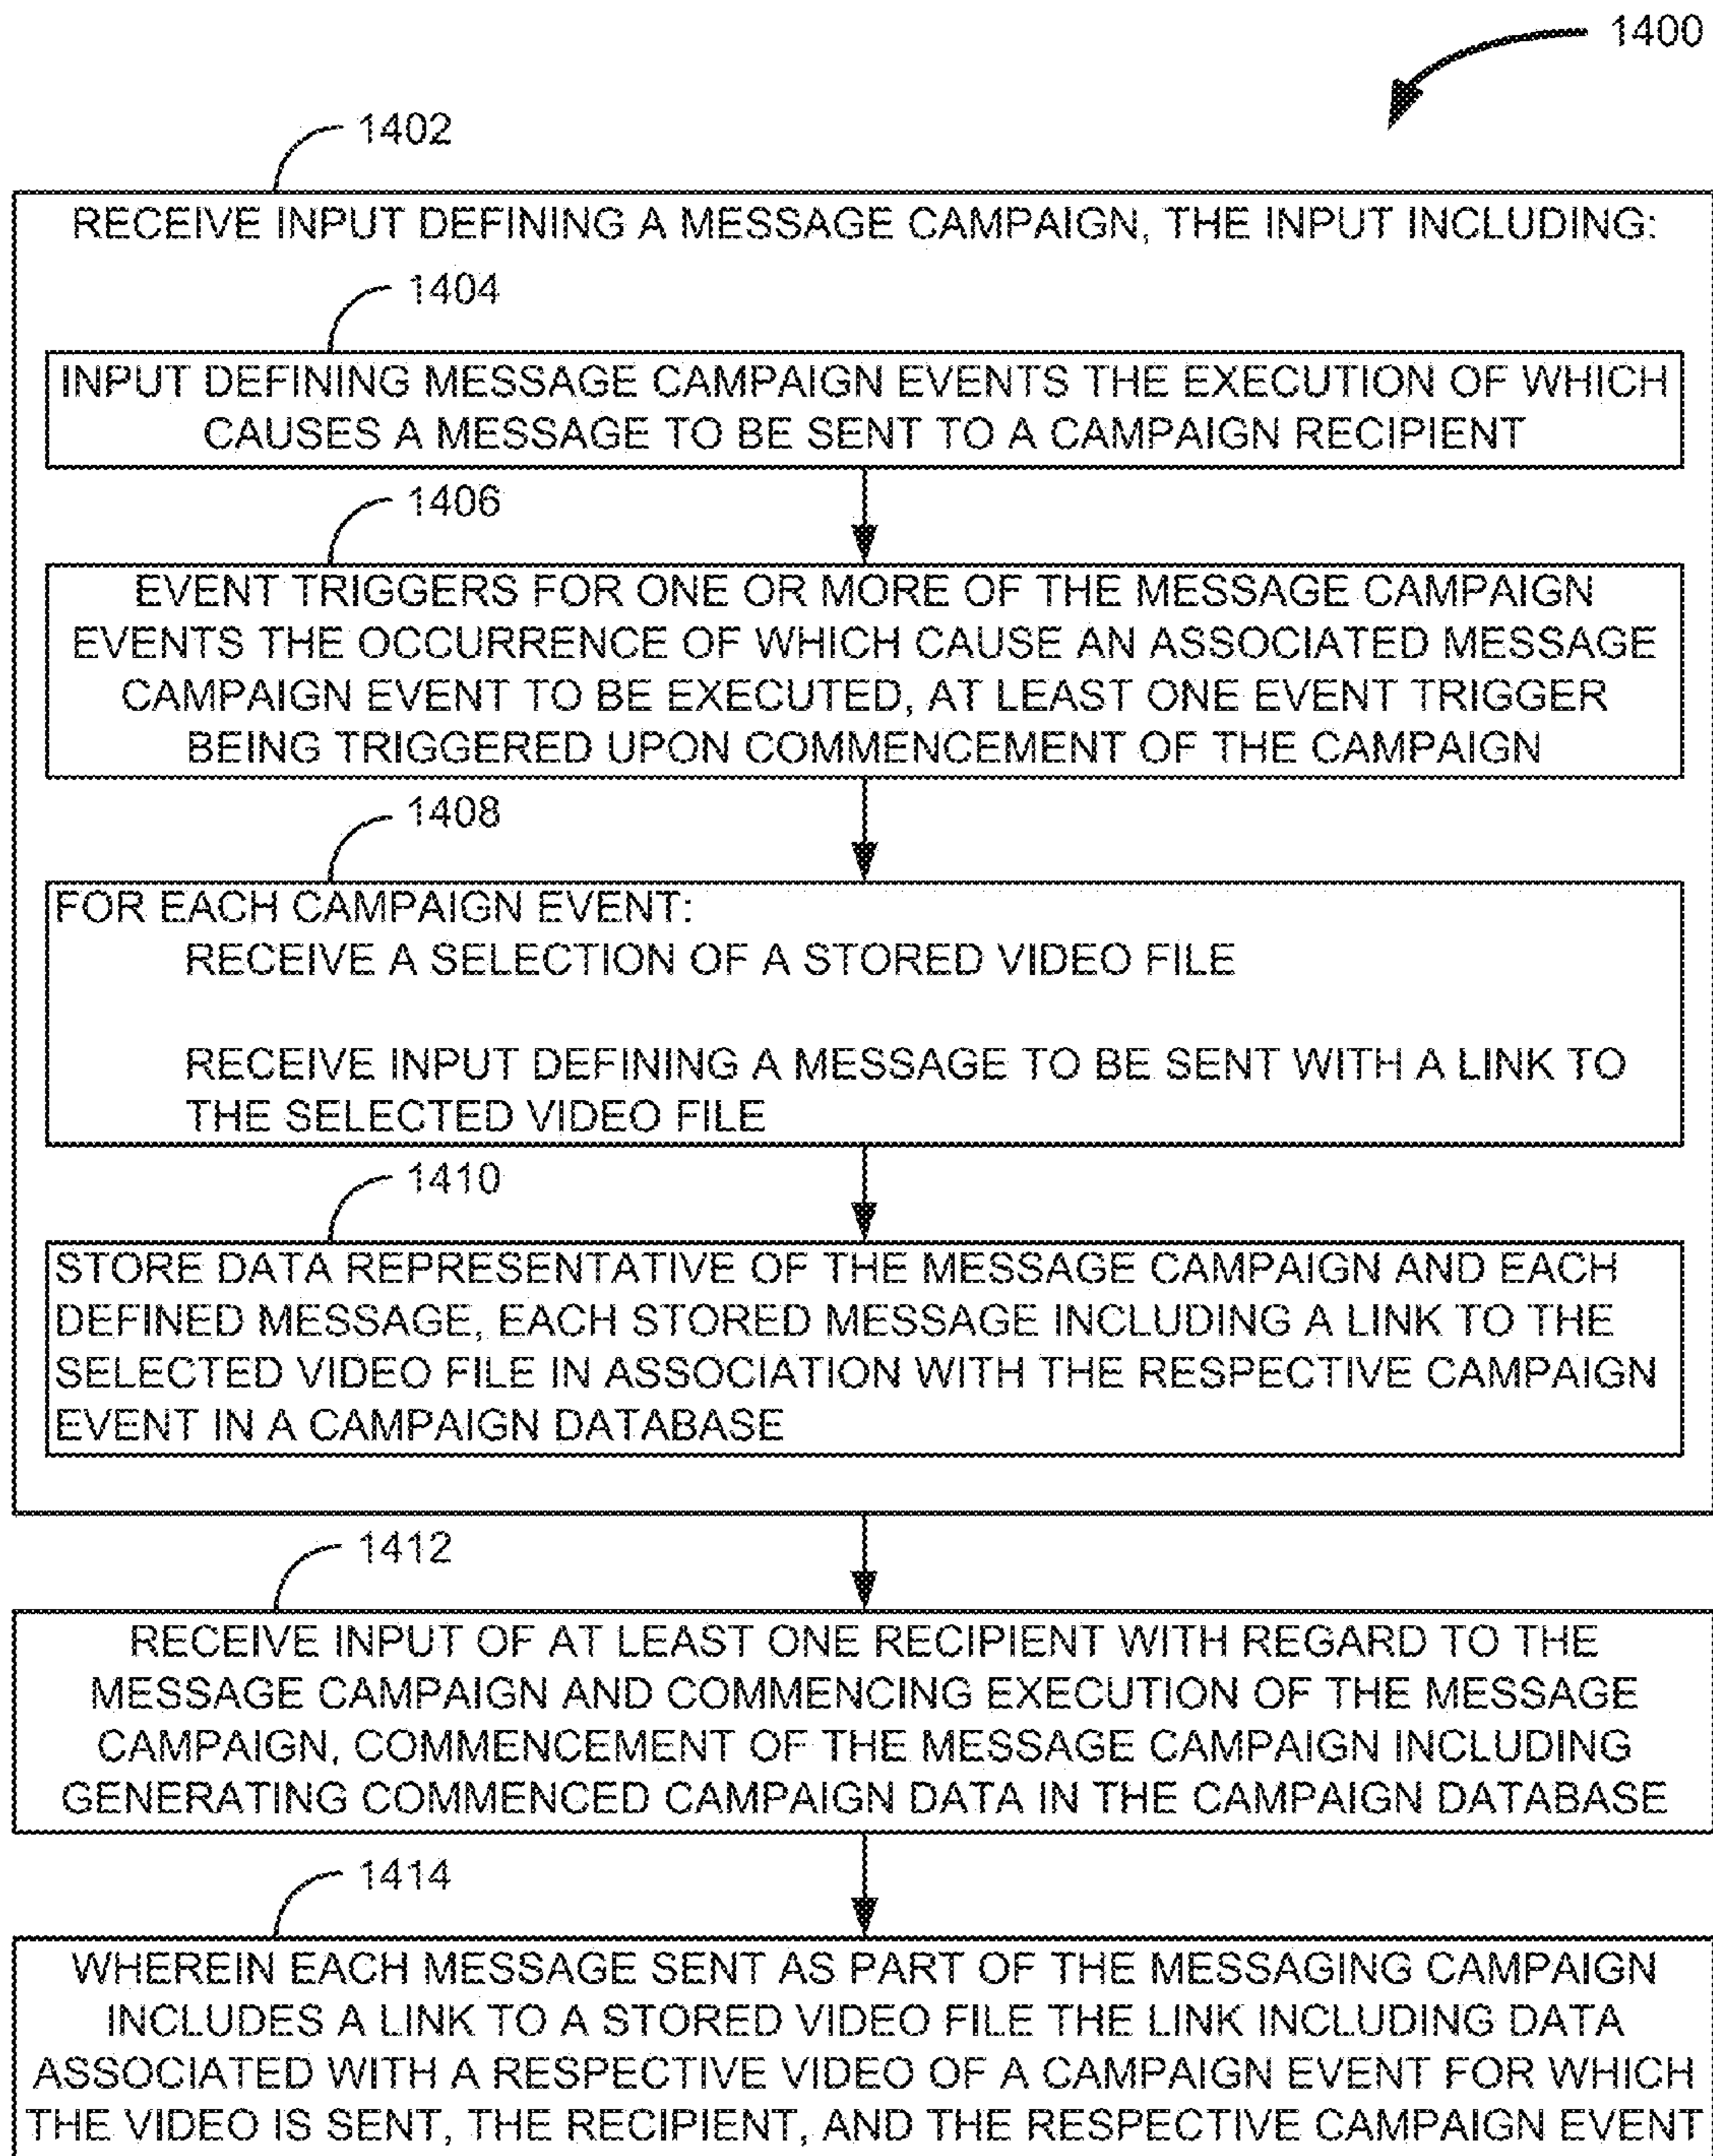 1400
1402
RECEIVE INPUT DEFINING A MESSAGE CAMPAIGN, THE INPUT INCLUDING:
1404
INPUT DEFINING MESSAGE CAMPAIGN EVENTS THE EXECUTION OF WHICH
CAUSES A MESSAGE TO BE SENT TO A CAMPAIGN RECIPIENT
1406
EVENT TRIGGERS FOR ONE OR MORE OF THE MESSAGE CAMPAIGN
EVENTS THE OCCURRENCE OF WHICH CAUSE AN ASSOCIATED MESSAGE
CAMPAIGN EVENT TO BE EXECUTED, AT LEAST ONE EVENT TRIGGER
BEING TRIGGERED UPON COMMENCEMENT OF THE CAMPAIGN
1408
FOR EACH CAMPAIGN EVENT:
RECEIVE A SELECTION OF A STORED VIDEO FILE
RECEIVE INPUT DEFINING A MESSAGE TO BE SENT WITH A LINK TO
THE SELECTED VIDEO FILE
1410
STORE DATA REPRESENTATIVE OF THE MESSAGE CAMPAIGN AND EACH
DEFINED MESSAGE, EACH STORED MESSAGE INCLUDING A LINK TO THE
SELECTED VIDEO FILE IN ASSOCIATION WITH THE RESPECTIVE CAMPAIGN
EVENT IN A CAMPAIGN DATABASE
1412
RECEIVE INPUT OF AT LEAST ONE RECIPIENT WITH REGARD TO THE
MESSAGE CAMPAIGN AND COMMENCING EXECUTION OF THE MESSAGE
CAMPAIGN, COMMENCEMENT OF THE MESSAGE CAMPAIGN INCLUDING
GENERATING COMMENCED CAMPAIGN DATA IN THE CAMPAIGN DATABASE
1414
WHEREIN EACH MESSAGE SENT AS PART OF THE MESSAGING CAMPAIGN
INCLUDES A LINK TO A STORED VIDEO FILE THE LINK INCLUDING DATA
ASSOCIATED WITH A RESPECTIVE VIDEO OF A CAMPAIGN EVENT FOR WHICH
THE VIDEO IS SENT, THE RECIPIENT, AND THE RESPECTIVE CAMPAIGN EVENT